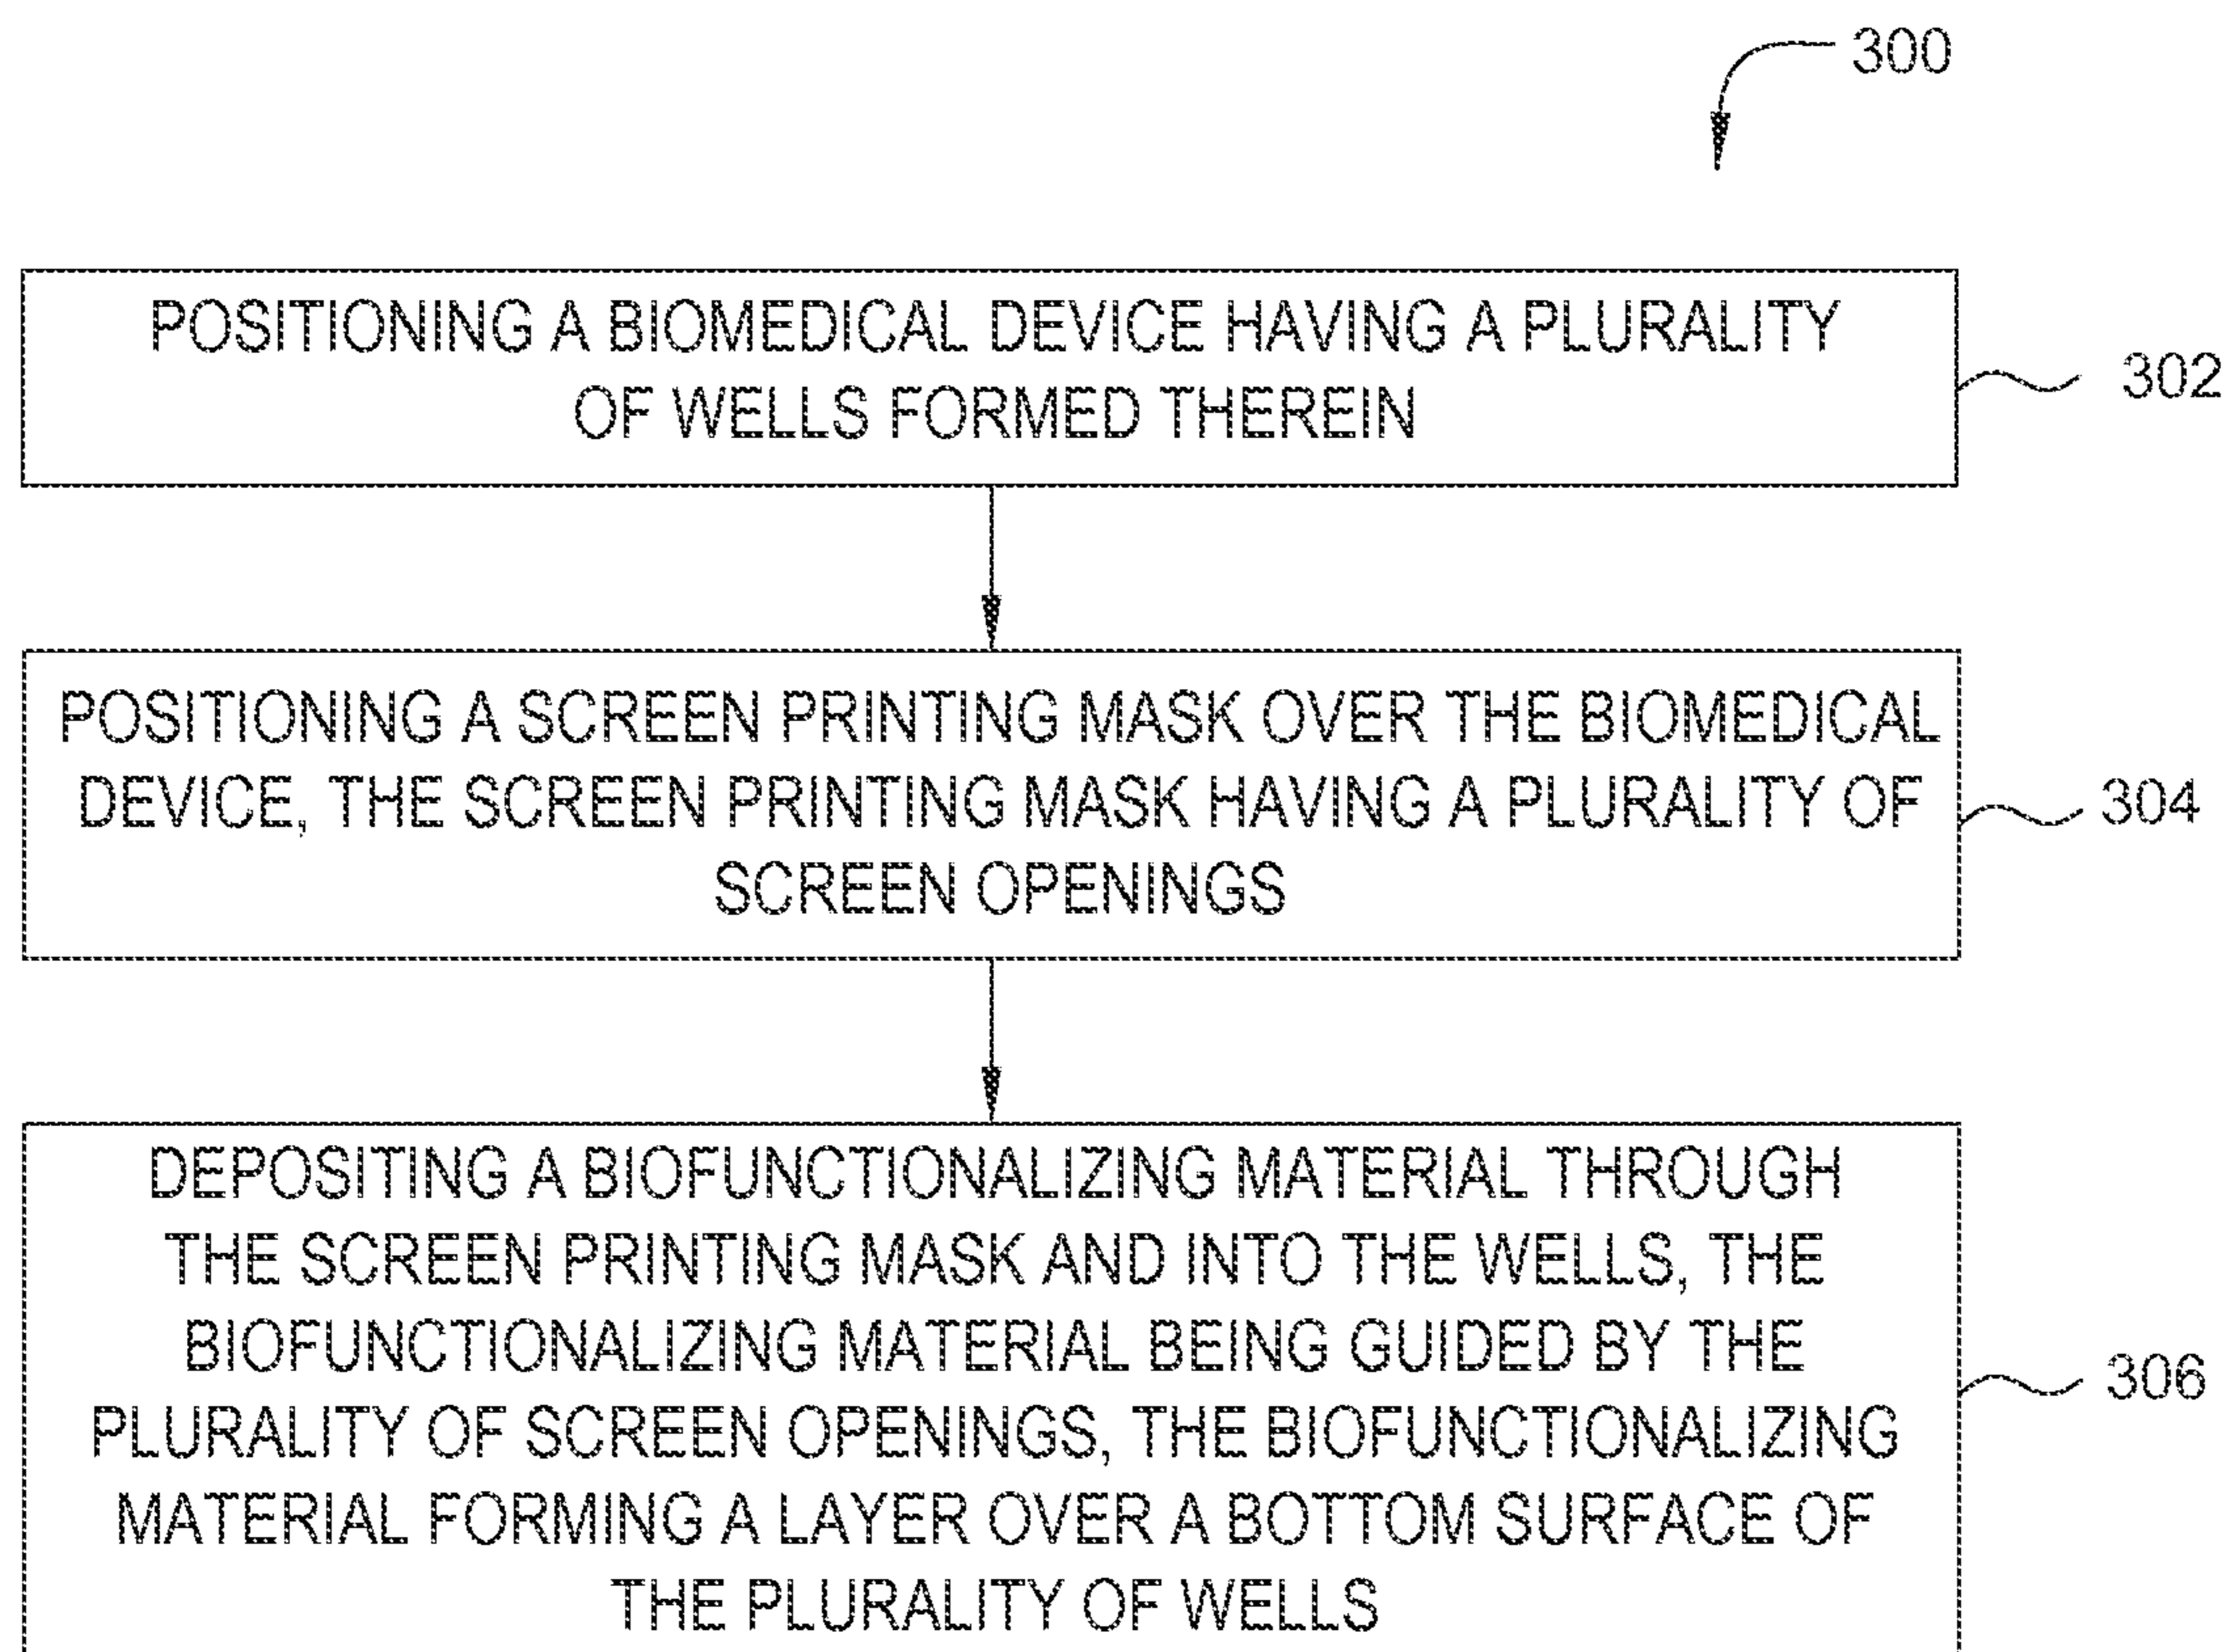 300
POSITIONING A BIOMEDICAL DEVICE HAVING A PLURALITY
OF WELLS FORMED THEREIN
302
POSITIONING A SCREEN PRINTING MASK OVER THE BIOMEDICAL
DEVICE, THE SCREEN PRINTING MASK HAVING A PLURALITY OF
SCREEN OPENINGS
304
DEPOSITING A BIOFUNCTIONALIZING MATERIAL THROUGH
THE SCREEN PRINTING MASK AND INTO THE WELLS, THE
BIOFUNCTIONALIZING MATERIAL BEING GUIDED BY THE
PLURALITY OF SCREEN OPENINGS, THE BIOFUNCTIONALIZING
MATERIAL FORMING A LAYER OVER A BOTTOM SURFACE OF
THE PLURALITY OF WELLS
306